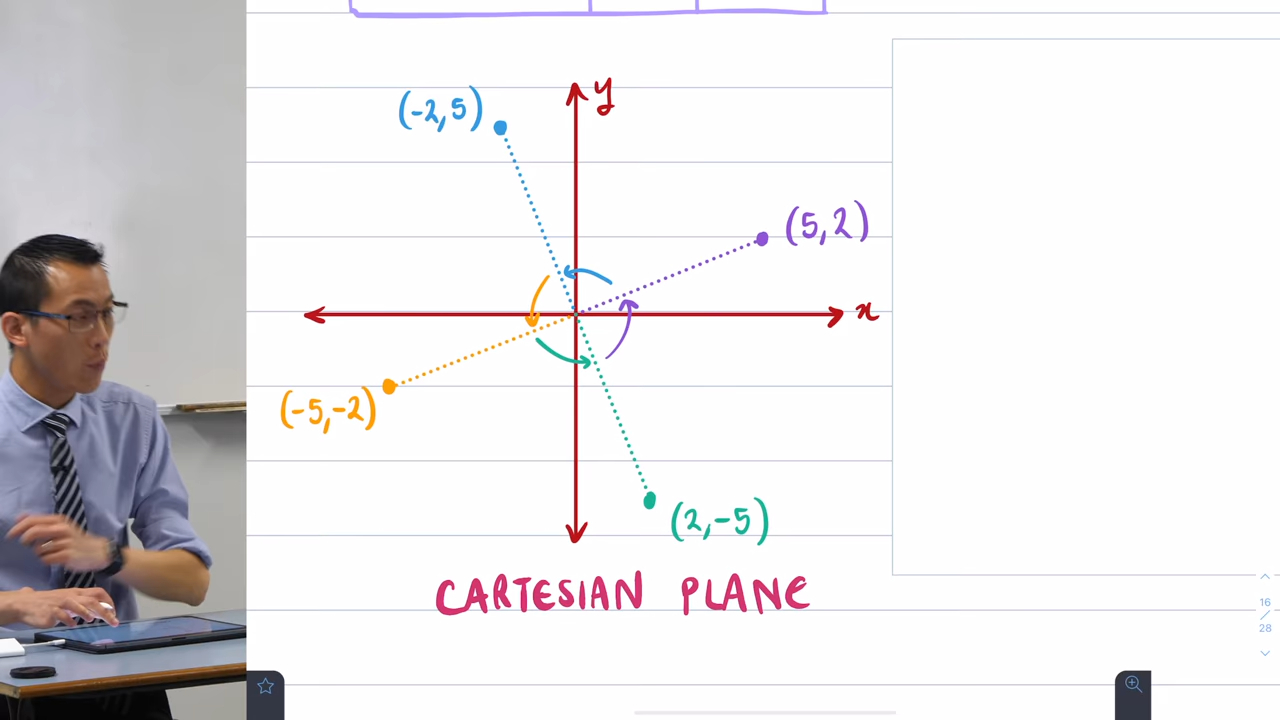 y
(-2,5)
(5,2)
x
(-5,-2)
(2,-5)
CARTESIAN PLANE
16
/
28